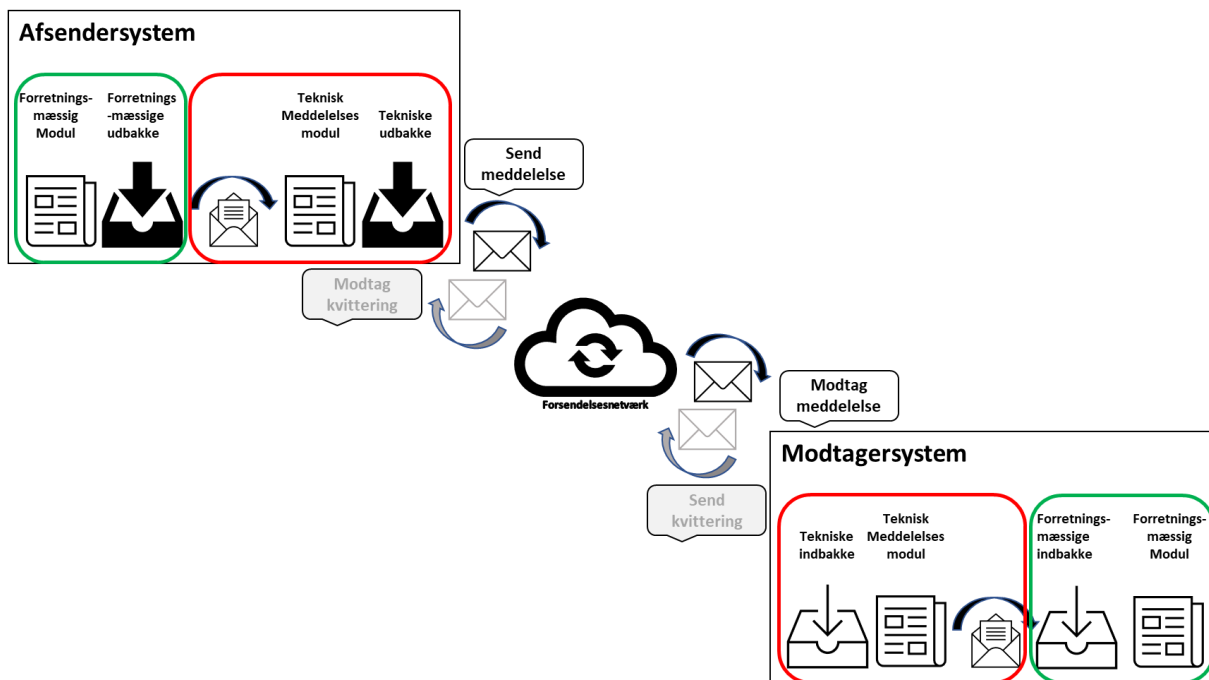 Afsendersystem
Forretnings-
mæssig
Modul
Forretnings
-mæssige
udbakke
Teknisk
Meddelelses
modul
Tekniske
udbakke
Send
meddelelse
Modtag
kvittering
Forsendelsesnetværk
Modtag
meddelelse
Send
kvittering
Modtagersystem
Tekniske
indbakke
Teknisk
Meddelelses
modul
Forretnings-
mæssige
indbakke
Forretnings-
mæssig
Modul